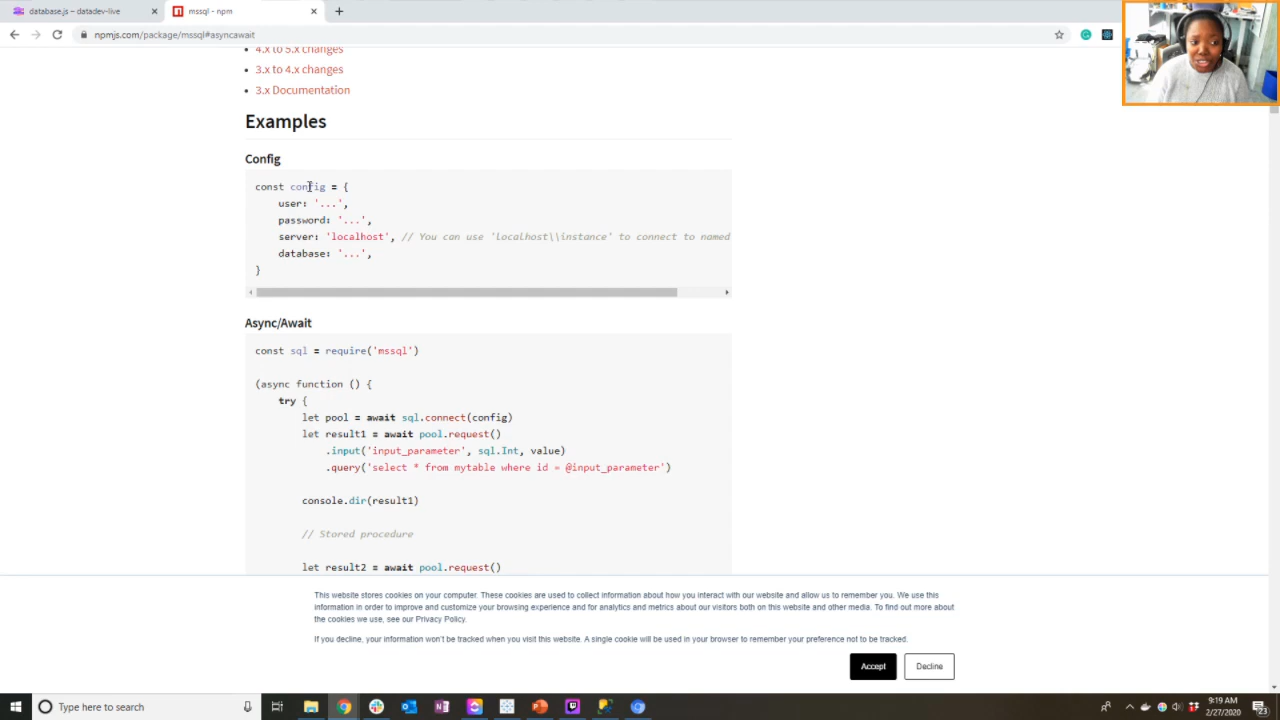 database.js – datadev-live
mssql - npm
npmjs.com/package/mssql#asyncawait
4.x to 5.x changes
3.x to 4.x changes
3.x Documentation
Examples
Config
const config = {
user: '...',
password: '...',
server: 'localhost', // You can use 'localhost\\instance' to connect to named
database: '...',
}
Async/Await
const sql = require('mssql')
(async function () {
try {
let pool = await sql.connect(config)
let result1 = await pool.request()
.input('input_parameter', sql.Int, value)
.query('select * from mytable where id = @input_parameter')
console.dir(result1)
// Stored procedure
let result2 = await pool.request()
This website stores cookies on your computer. These cookies are used to collect information about how you interact with our website and allow us to remember you. We use this
information in order to improve and customize your browsing experience and for analytics and metrics about our visitors both on this website and other media. To find out more about
the cookies we use, see our Privacy Policy.
If you decline, your information won't be tracked when you visit this website. A single cookie will be used in your browser to remember your preference not to be tracked.
Accept
Decline
Type here to search
9:19 AM
2/27/2020
23